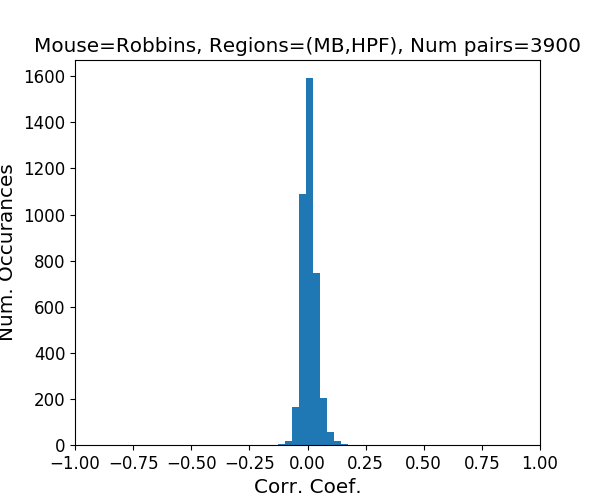 Mouse=Robbins, Regions=(MB,HPF), Num pairs=3900
1600
1400
1200
1000
800
600
400
200
0
Num. Occurances
−1.00 −0.75 −0.50 −0.25 0.00 0.25 0.50 0.75 1.00
Corr. Coef.